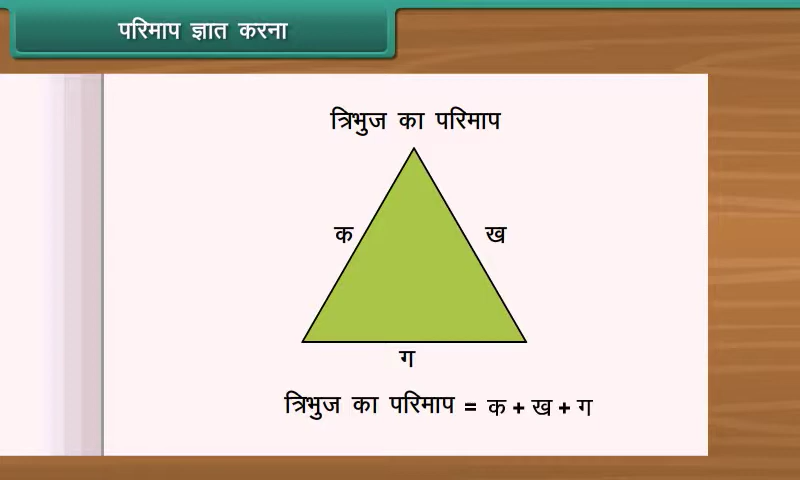 परिमाप ज्ञात करना
त्रिभुज का परिमाप
क
ख
ग
त्रिभुज का परिमाप = क + ख + ग